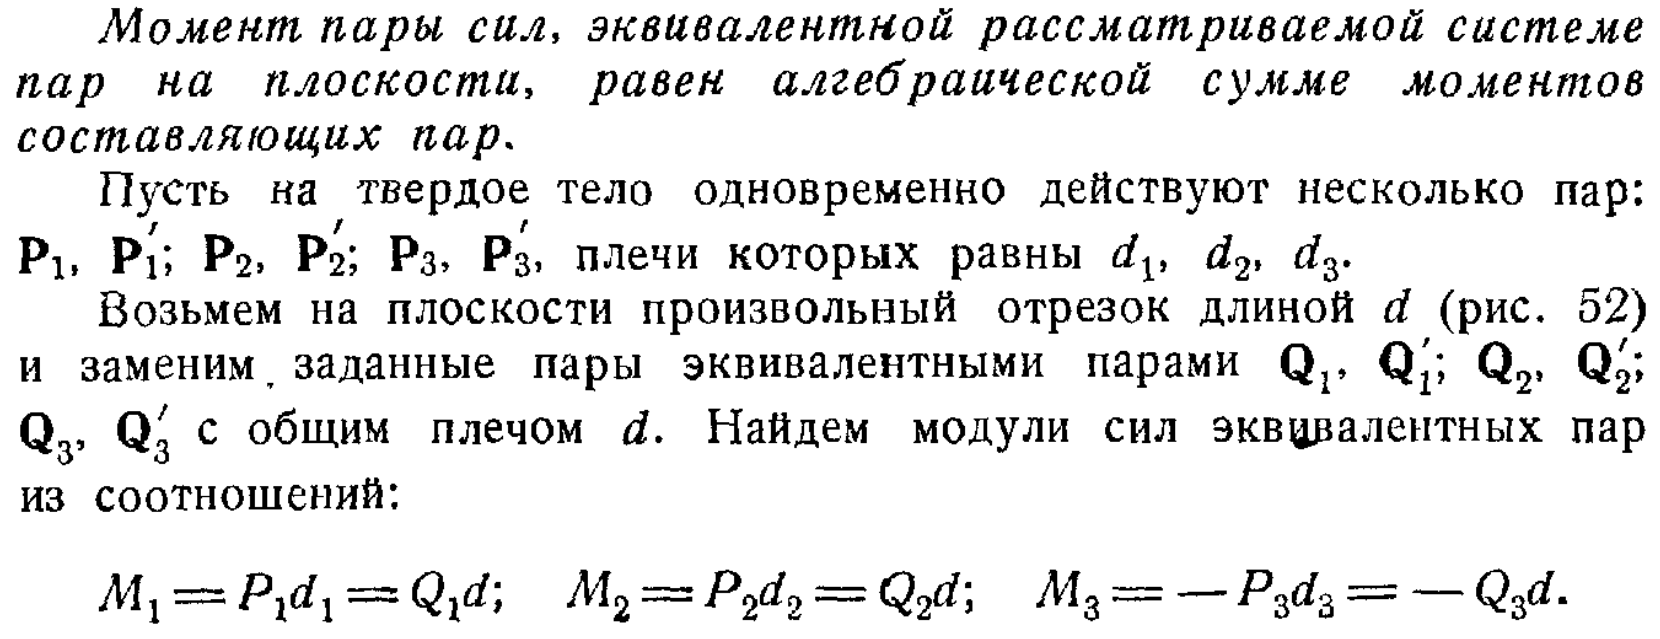 Момент пары сил, эквивалентной рассматриваемой системе
пар на плоскости, равен алгебраической сумме моментов
составляющих пар.
Пусть на твердое тело одновременно действуют несколько пар:
P₁, P₁′; P₂, P₂′; P₃, P₃′, плечи которых равны d₁, d₂, d₃.
Возьмем на плоскости произвольный отрезок длиной d (рис. 52)
и заменим заданные пары эквивалентными парами Q₁, Q₁′; Q₂, Q₂′;
Q₃, Q₃′ с общим плечом d. Найдем модули сил эквивалентных пар
из соотношений:
M₁ = P₁d₁ = Q₁d; M₂ = P₂d₂ = Q₂d; M₃ = — P₃d₃ = — Q₃d.